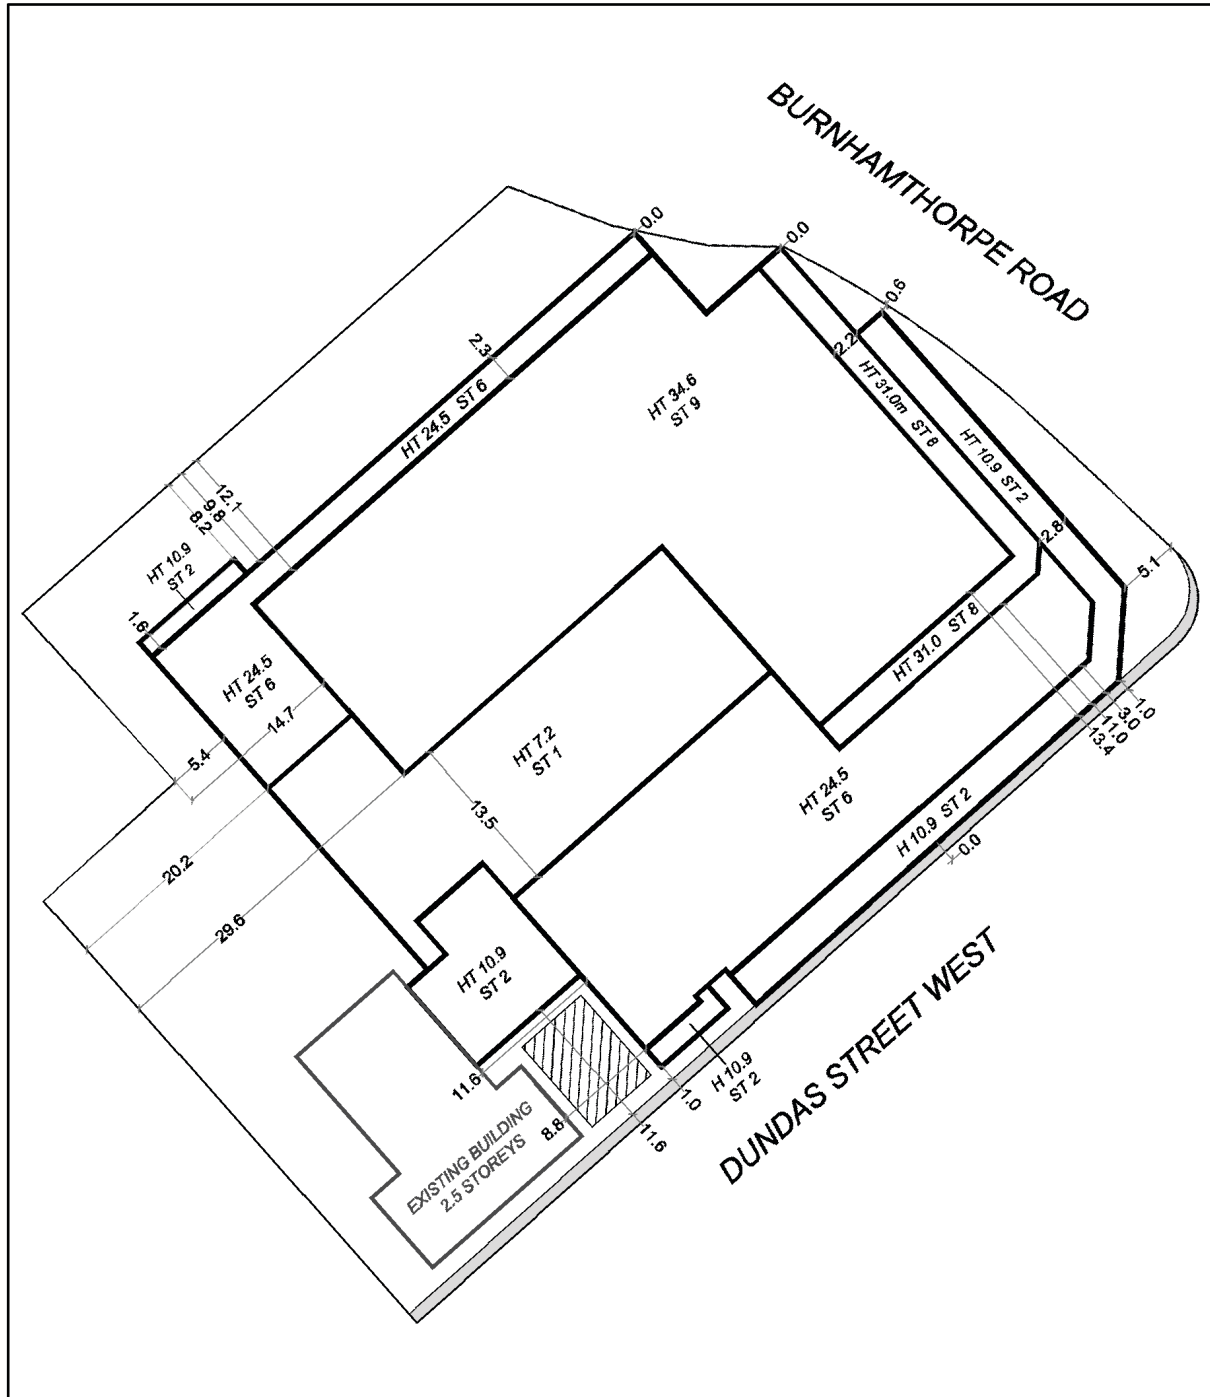 BURNHAMTHORPE ROAD
0.0
0.0
0.6
2.3
2.2
HT 24.5 ST 6
HT 34.6
ST 9
HT 31.0m ST 8
HT 10.9 ST 2
12.1
9.8
8.2
HT 10.9
ST 2
2.8
5.1
1.6
HT 24.5
ST 6
HT 31.0 ST 8
14.7
5.4
1.0
3.0
11.0
13.4
HT 7.2
ST 1
HT 24.5
ST 6
13.5
H 10.9 ST 2
0.0
20.2
29.6
HT 10.9
ST 2
11.6
8.8
H 10.9
ST 2
1.0
11.6
EXISTING BUILDING
2.5 STOREYS
DUNDAS STREET WEST